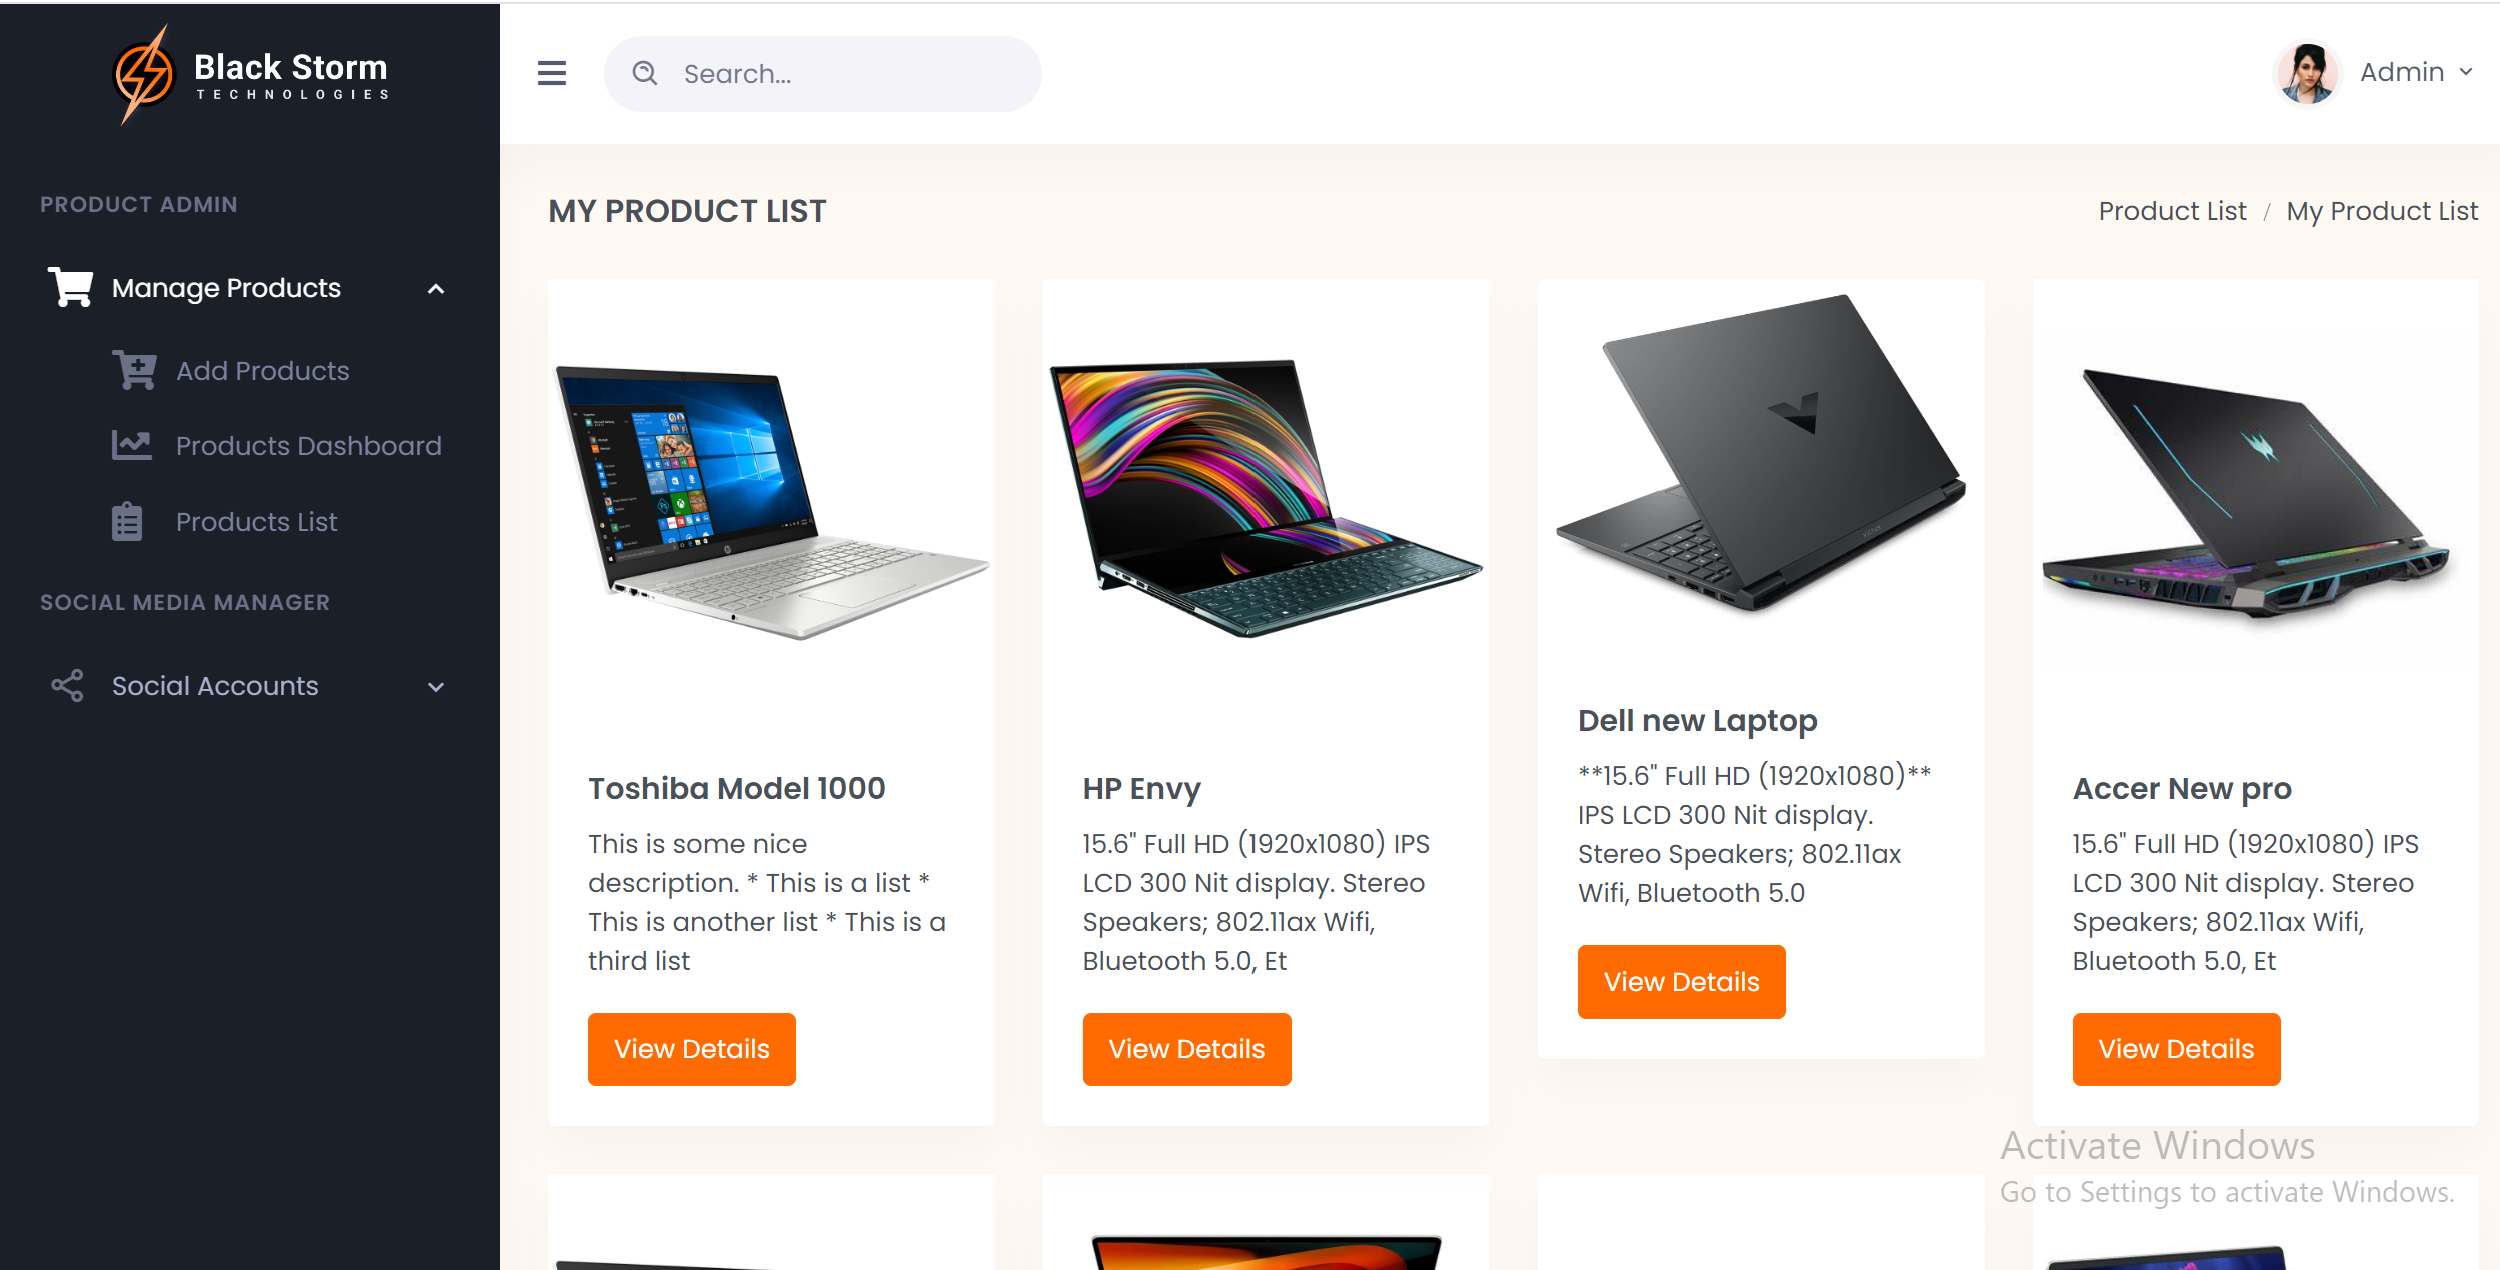 Black Storm
TECHNOLOGIES
Search...
Admin
PRODUCT ADMIN
Manage Products
Add Products
Products Dashboard
Products List
SOCIAL MEDIA MANAGER
Social Accounts
MY PRODUCT LIST
Product List / My Product List
Toshiba Model 1000
This is some nice
description. * This is a list *
This is another list * This is a
third list
View Details
HP Envy
15.6" Full HD (1920x1080) IPS
LCD 300 Nit display. Stereo
Speakers; 802.11ax Wifi,
Bluetooth 5.0, Et
View Details
Dell new Laptop
**15.6" Full HD (1920x1080)**
IPS LCD 300 Nit display.
Stereo Speakers; 802.11ax
Wifi, Bluetooth 5.0
View Details
Accer New pro
15.6" Full HD (1920x1080) IPS
LCD 300 Nit display. Stereo
Speakers; 802.11ax Wifi,
Bluetooth 5.0, Et
View Details
Activate Windows
Go to Settings to activate Windows.